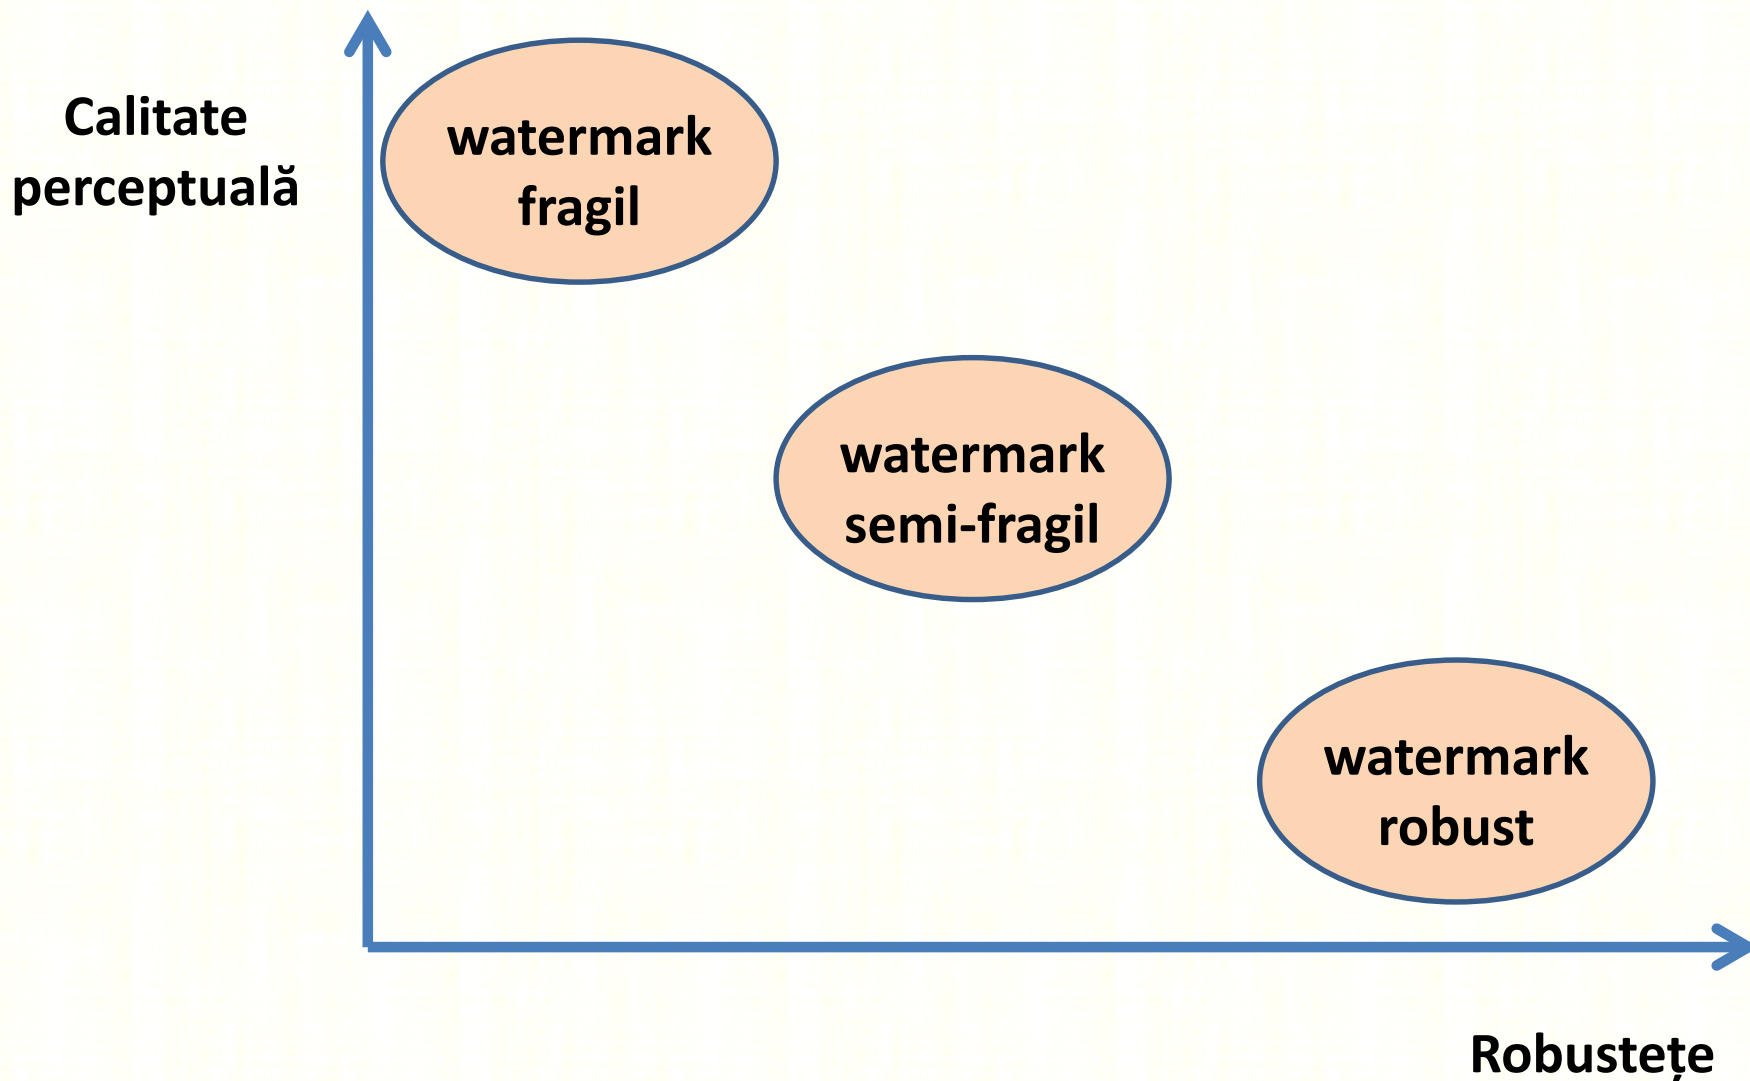 Calitate
perceptuală
watermark
fragil
watermark
semi-fragil
watermark
robust
Robustețe